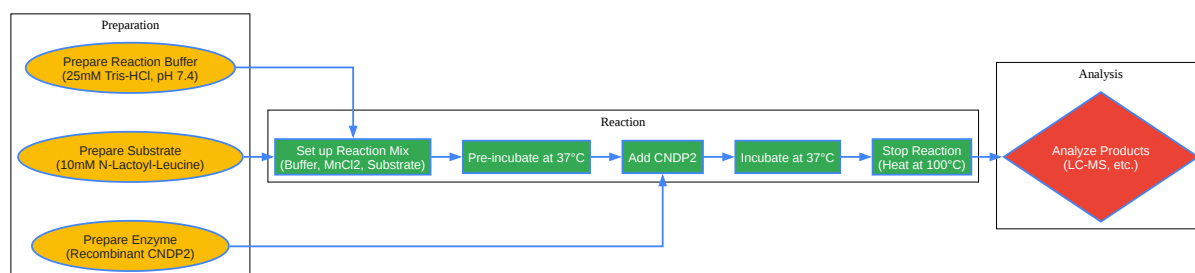 Preparation
Prepare Reaction Buffer
(25mM Tris-HCl, pH 7.4)
Prepare Substrate
(10mM N-Lactoyl-Leucine)
Prepare Enzyme
(Recombinant CNDP2)
Reaction
Set up Reaction Mix
(Buffer, MnCl2, Substrate)
Pre-incubate at 37°C
Add CNDP2
Incubate at 37°C
Stop Reaction
(Heat at 100°C)
Analysis
Analyze Products
(LC-MS, etc.)